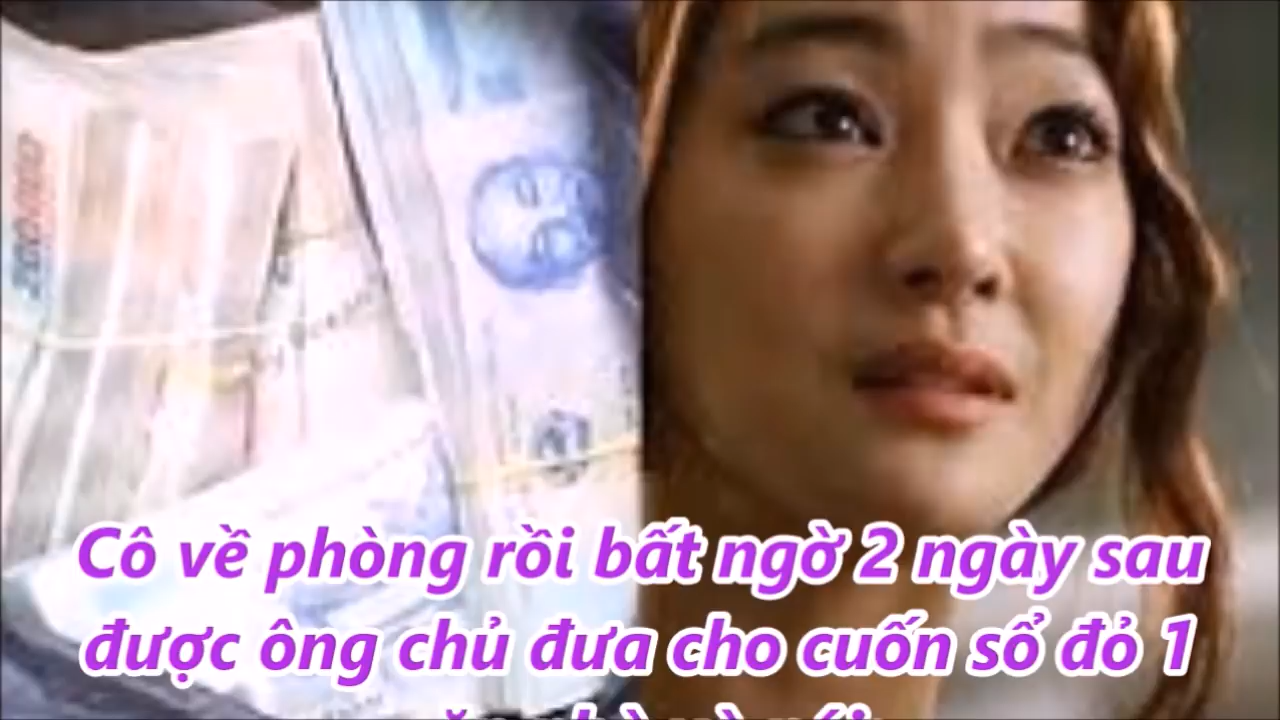 Cô về phòng rồi bất ngờ 2 ngày sau
được ông chủ đưa cho cuốn sổ đỏ 1